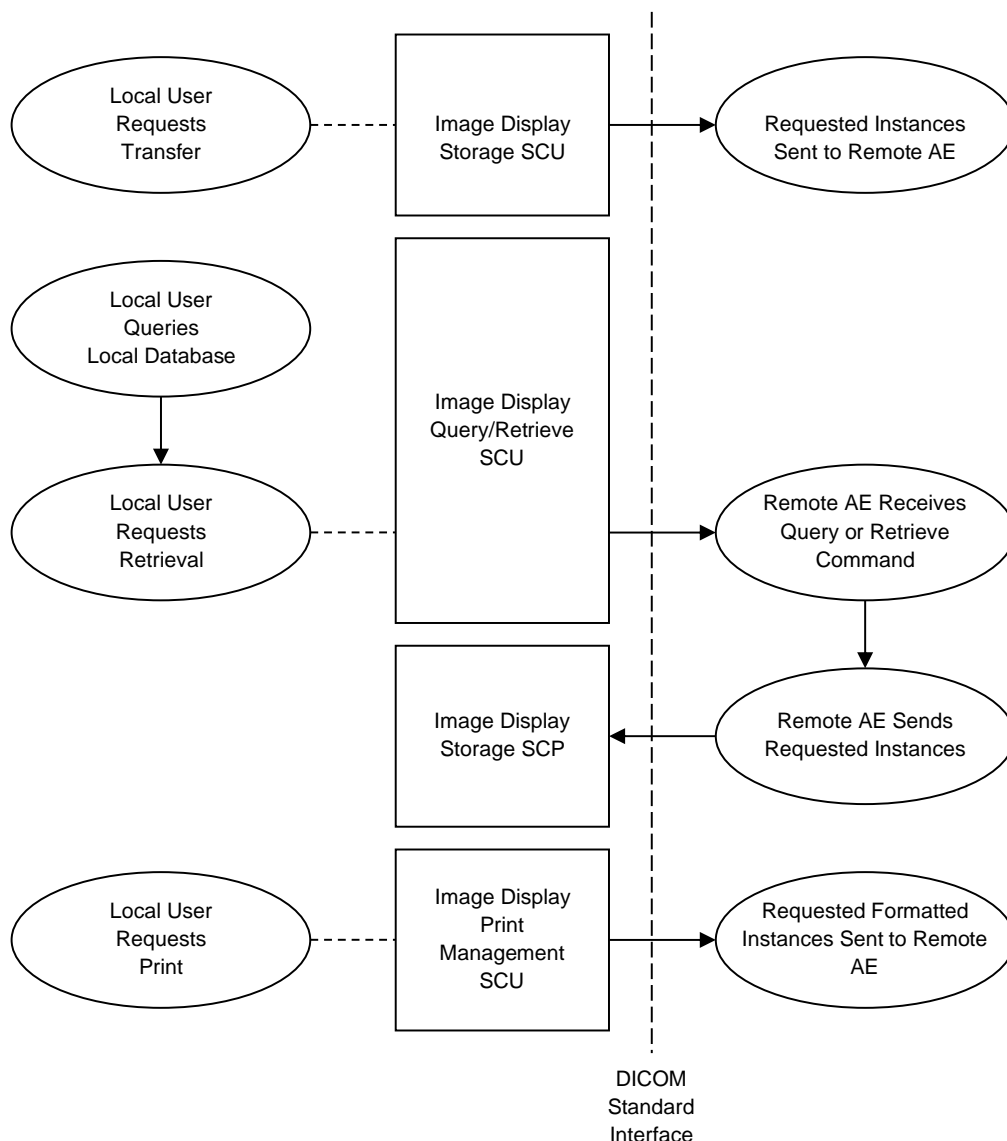 Local User
Requests
Transfer
Image Display
Storage SCU
Requested Instances
Sent to Remote AE
Local User
Queries
Local Database
Image Display
Query/Retrieve
SCU
Local User
Requests
Retrieval
Remote AE Receives
Query or Retrieve
Command
Image Display
Storage SCP
Remote AE Sends
Requested Instances
Local User
Requests
Print
Image Display
Print
Management
SCU
Requested Formatted
Instances Sent to Remote
AE
DICOM
Standard
Interface